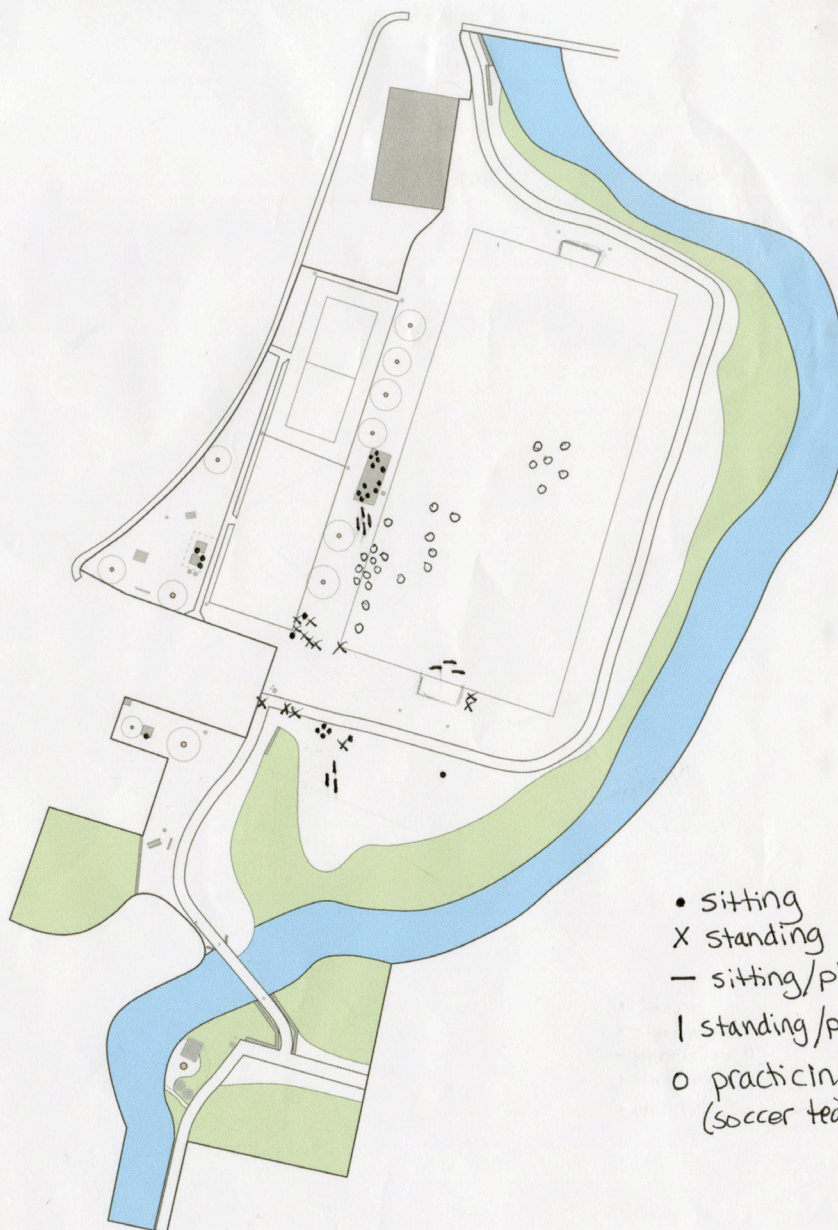 • sitting
X standing
— sitting/p
| standing/p
o practicin
(soccer tea